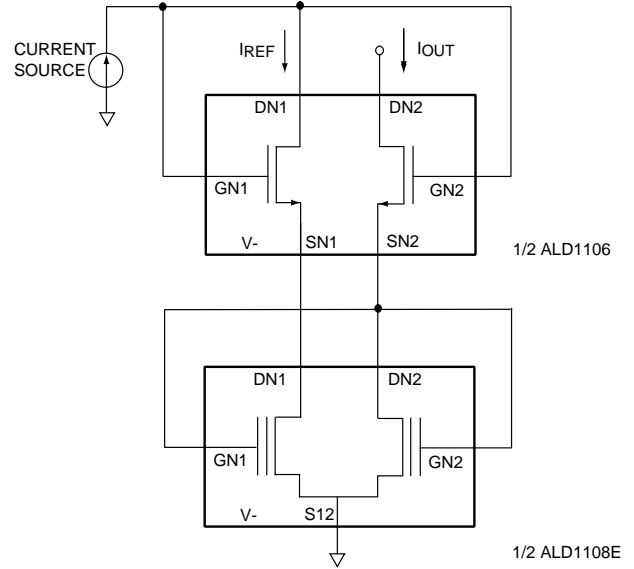 CURRENT
SOURCE
IREF
IOUT
DN1
DN2
GN1
GN2
V-
SN1
SN2
1/2 ALD1106
DN1
DN2
GN1
GN2
V-
S12
1/2 ALD1108E